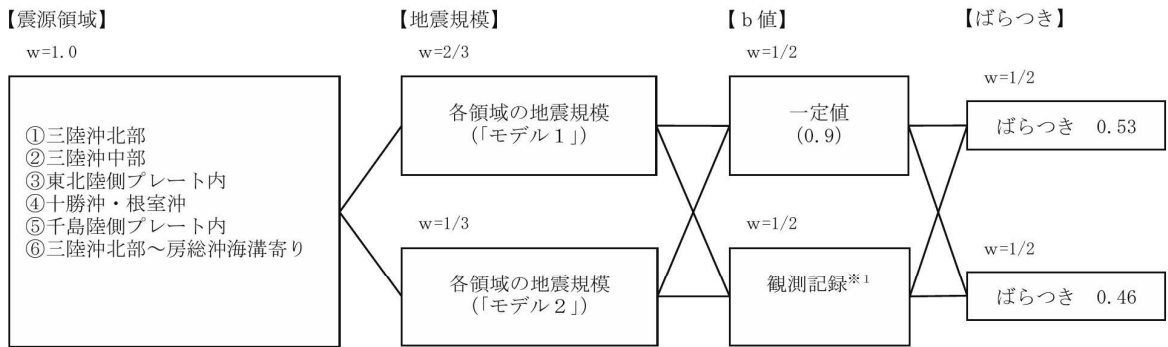 【震源領域】
w=1.0
①三陸沖北部
②三陸沖中部
③東北陸側プレート内
④十勝沖・根室沖
⑤千島陸側プレート内
⑥三陸沖北部～房総沖海溝寄り
【地震規模】
w=2/3
各領域の地震規模
(「モデル１」)
w=1/3
各領域の地震規模
(「モデル２」)
【ｂ値】
w=1/2
一定値
(0.9)
w=1/2
観測記録※1
【ばらつき】
w=1/2
ばらつき　0.53
w=1/2
ばらつき　0.46